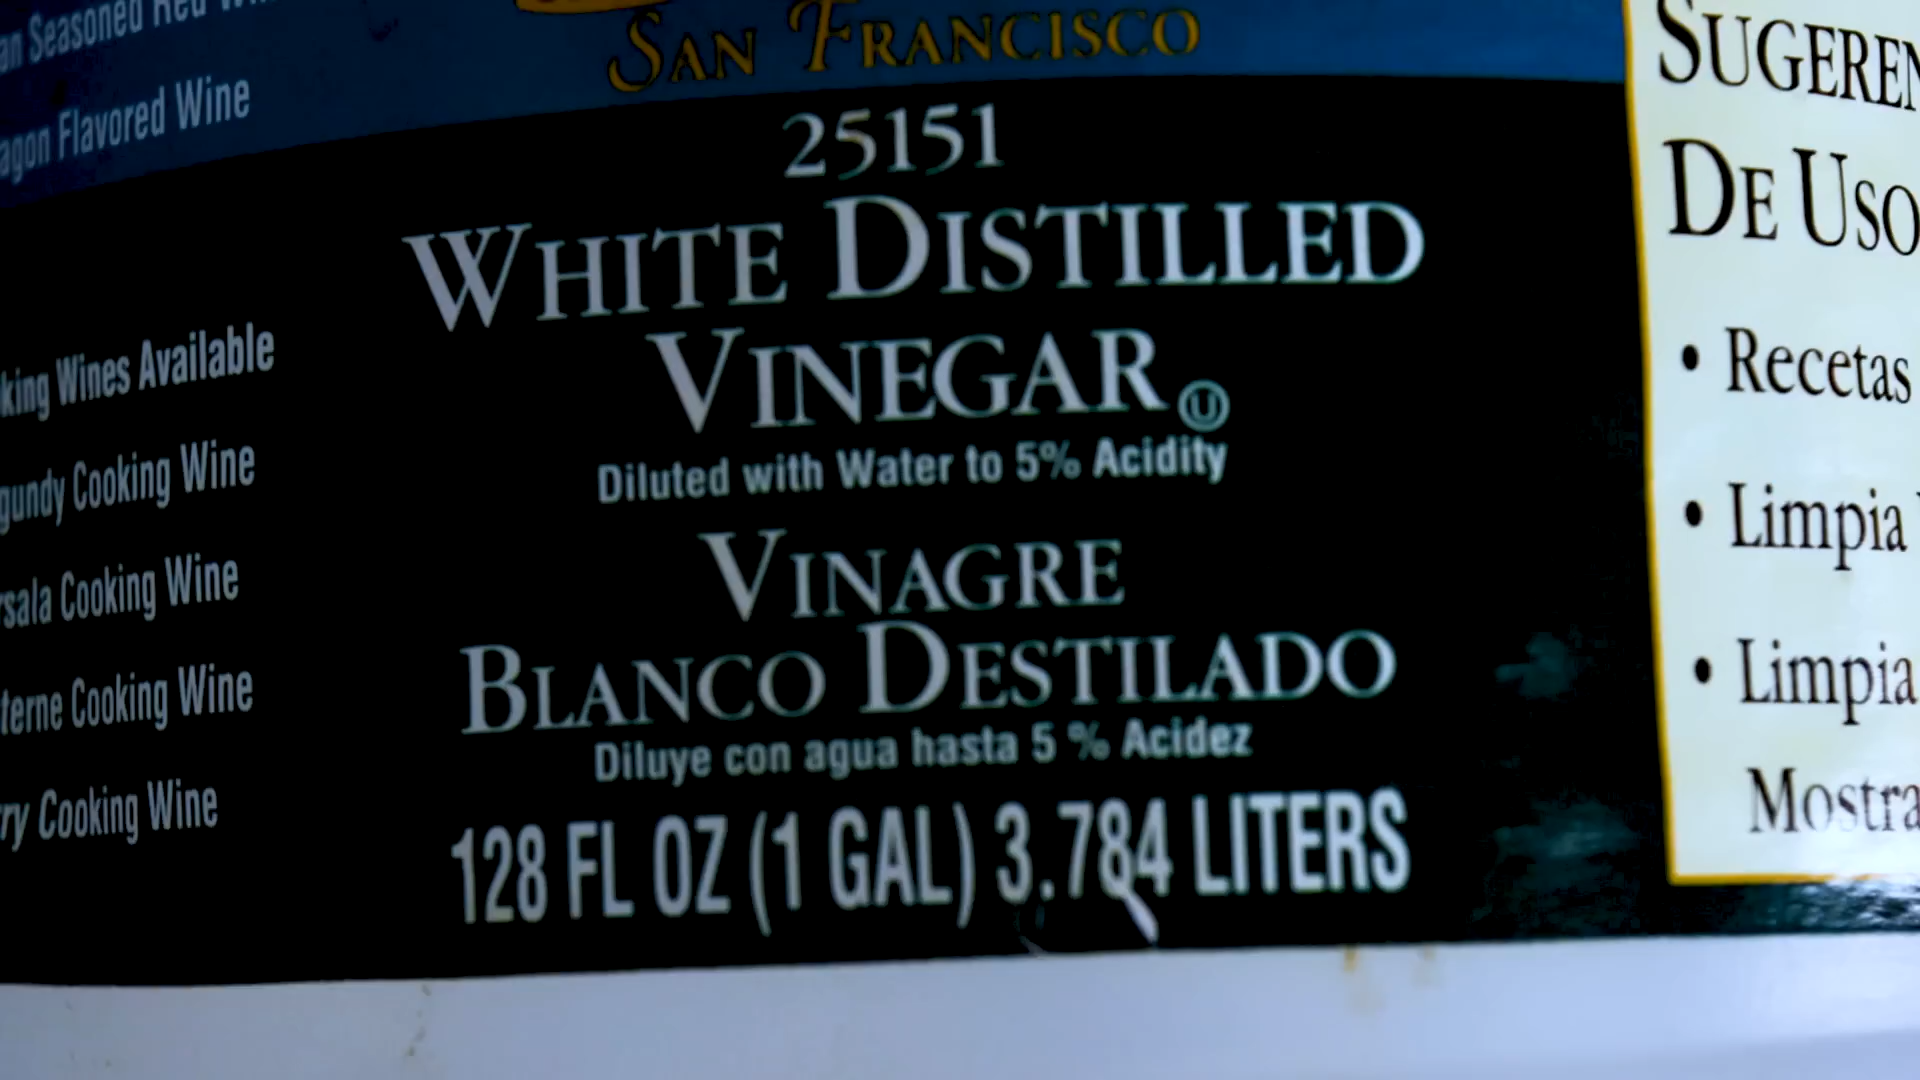 Seasoned Red
Flavored Wine
Wines Available
Cooking Wine
Cooking Wine
Cooking Wine
Cooking Wine
SAN FRANCISCO
25151
WHITE DISTILLED
VINEGAR U
Diluted with Water to 5% Acidity
VINAGRE
BLANCO DESTILADO
Diluye con agua hasta 5 % Acidez
128 FL OZ (1 GAL) 3.784 LITERS
DE USO
• Recetas
• Limpia
• Limpia